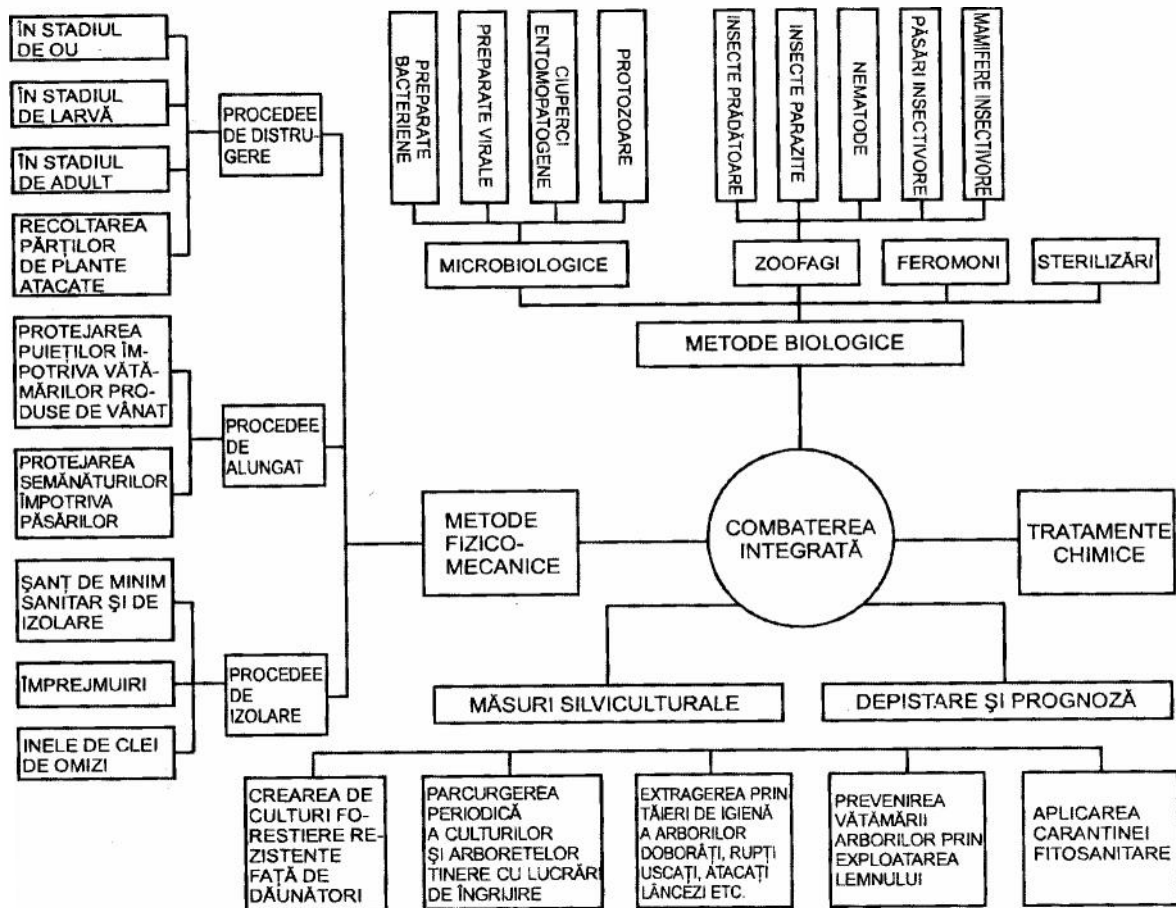 ÎN STADIUL
DE OU
ÎN STADIUL
DE LARVĂ
ÎN STADIUL
DE ADULT
RECOLTAREA
PĂRȚILOR
DE PLANTE
ATACATE
PROCEDEE
DE DISTRU-
GERE
PROTEJAREA
PUIEȚILOR ÎM-
POTRIVA VĂTĂ-
MĂRILOR PRO-
DUSE DE VÂNAT
PROTEJAREA
SEMĂNĂTURILOR
ÎMPOTRIVA
PĂSĂRILOR
PROCEDEE
DE
ALUNGAT
ȘANȚ DE MINIM
SANITAR ȘI DE
IZOLARE
ÎMPREJMUIRI
INELE DE CLEI
DE OMIZI
PROCEDEE
DE
IZOLARE
METODE
FIZICO-
MECANICE
PREPARATE
BACTERIENE
PREPARATE VIRALE
CIUPERCI
ENTOMOPATOGENE
PROTOZOARE
INSECTE PRĂDĂTOARE
INSECTE PARAZITE
NEMATODE
PĂSĂRI INSECTIVORE
MAMIFERE INSECTIVORE
MICROBIOLOGICE
ZOOFAGI
FEROMONI
STERILIZĂRI
METODE BIOLOGICE
COMBATEREA
INTEGRATĂ
TRATAMENTE
CHIMICE
MĂSURI SILVICULTURALE
DEPISTARE ȘI PROGNOZĂ
CREAREA DE
CULTURI FO-
RESTIERE RE-
ZISTENTE
FAȚĂ DE
DĂUNĂTORI
PARCURGEREA
PERIODICĂ
A CULTURILOR
ȘI ARBORETELOR
TINERE CU LUCRĂRI
DE ÎNGRIJIRE
EXTRAGEREA PRIN
TĂIERI DE IGIENĂ
A ARBORILOR
DOBORÂȚI, RUPȚI
USCAȚI, ATACAȚI
LÂNCEZI ETC.
PREVENIREA
VĂTĂMĂRII
ARBORILOR PRIN
EXPLOATAREA
LEMNULUI
APLICAREA
CARANTINEI
FITOSANITARE